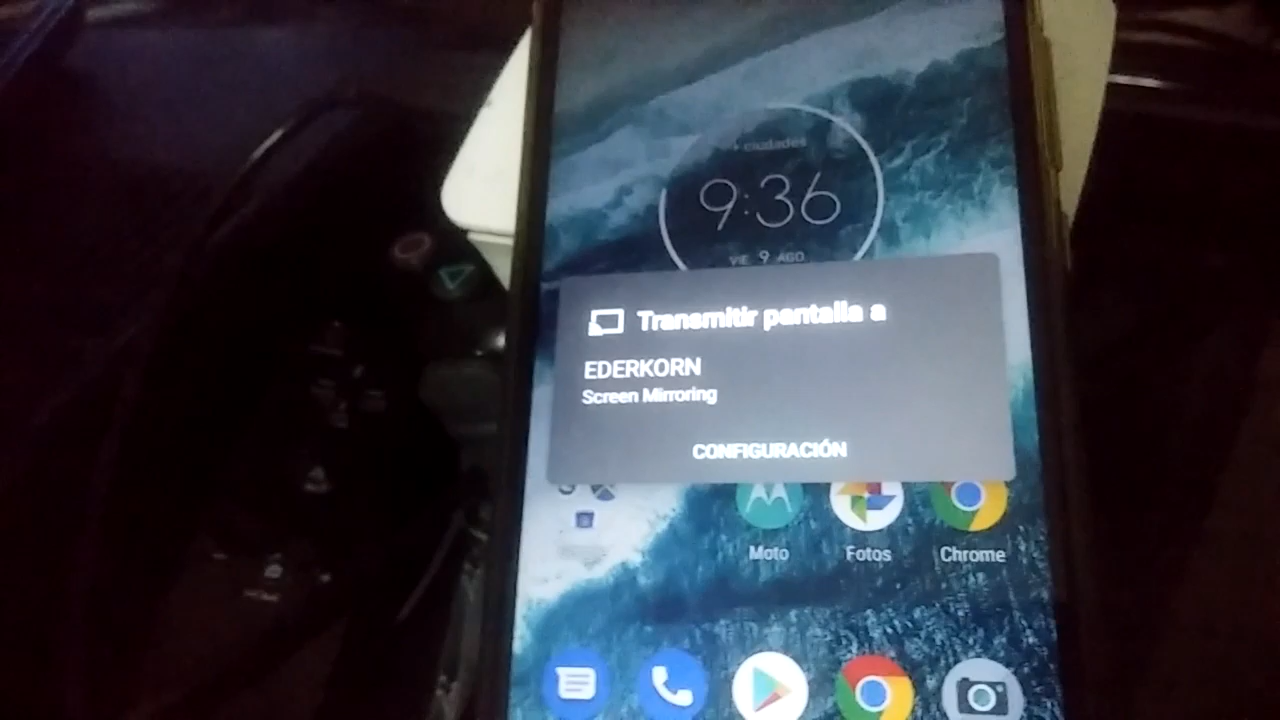 + ciudades
9:36
VIE 9 AGO
Transmitir pantalla a
EDERKORN
Screen Mirroring
CONFIGURACIÓN
Moto
Fotos
Chrome